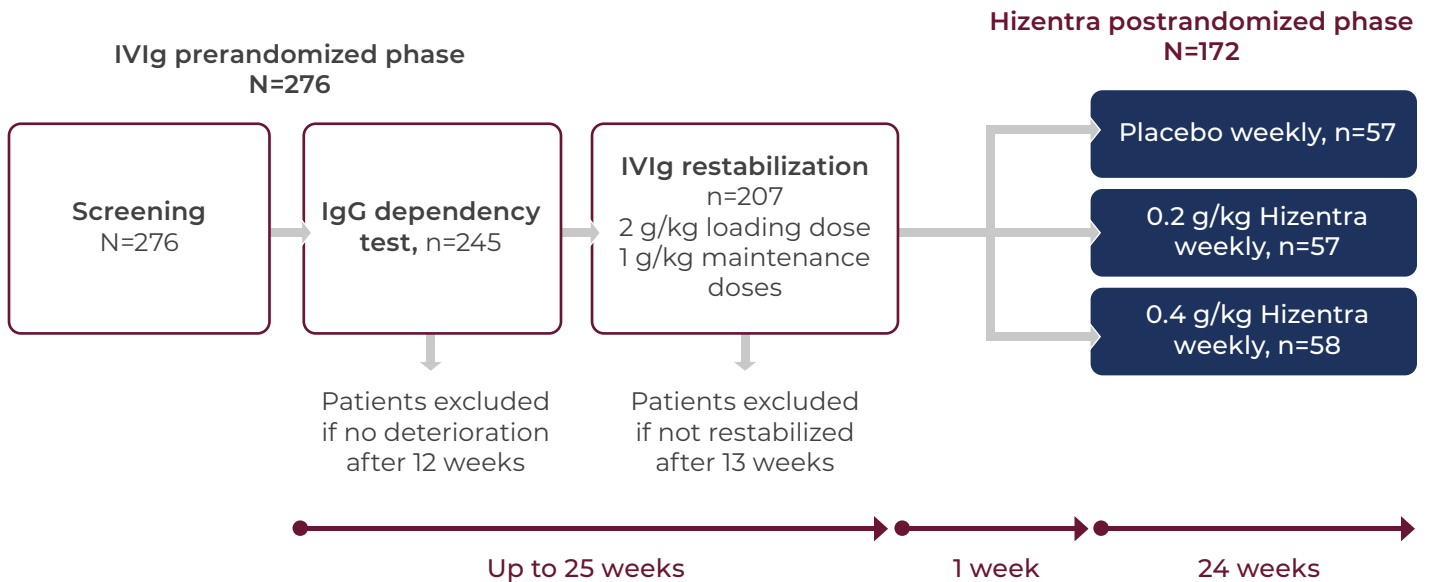 IVIg prerandomized phase
N=276
Hizentra postrandomized phase
N=172
Screening
N=276
IgG dependency
test, n=245
IVIg restabilization
n=207
2 g/kg loading dose
1 g/kg maintenance
doses
Placebo weekly, n=57
0.2 g/kg Hizentra
weekly, n=57
0.4 g/kg Hizentra
weekly, n=58
Patients excluded
if no deterioration
after 12 weeks
Patients excluded
if not restabilized
after 13 weeks
Up to 25 weeks
1 week
24 weeks